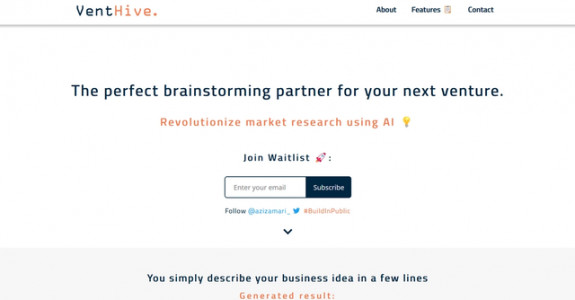 VentHive.
About Features 📋 Contact
The perfect brainstorming partner for your next venture.
Revolutionize market research using AI 💡
Join Waitlist 🚀:
Enter your email Subscribe
Follow @azizamari_ #BuildInPublic
You simply describe your business idea in a few lines
Generated result: